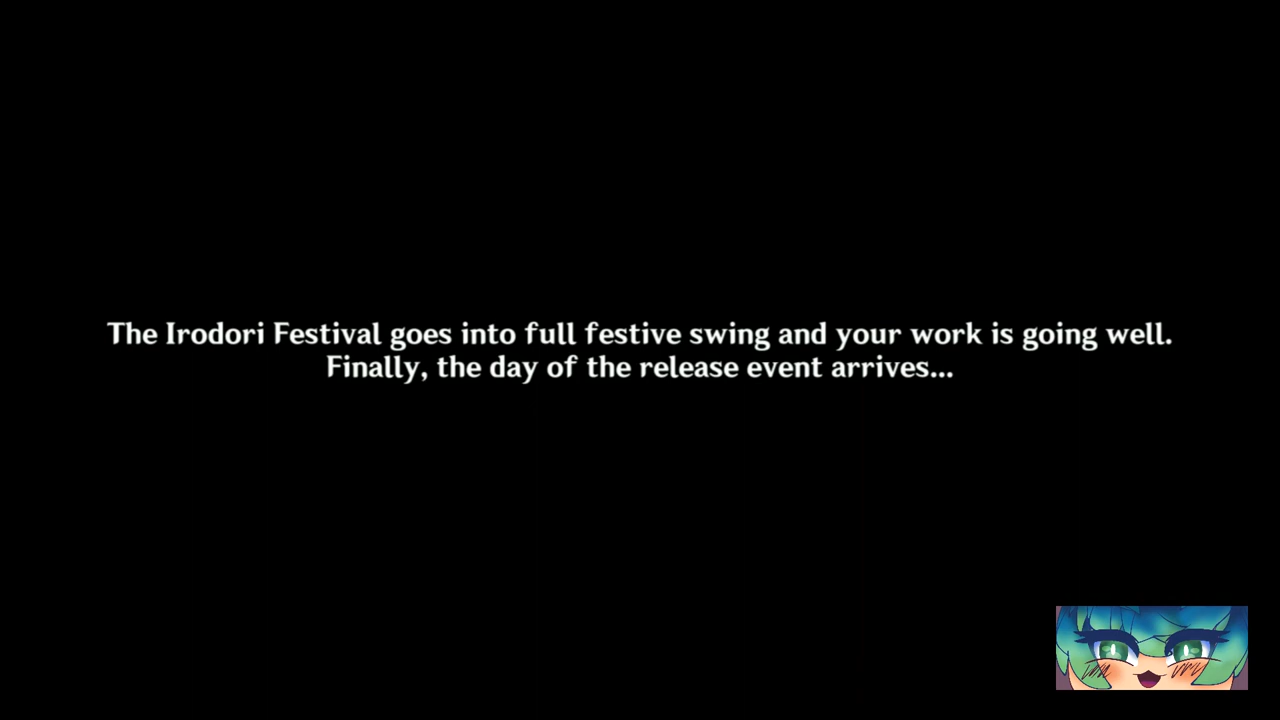 The Irodori Festival goes into full festive swing and your work is going well.
Finally, the day of the release event arrives...